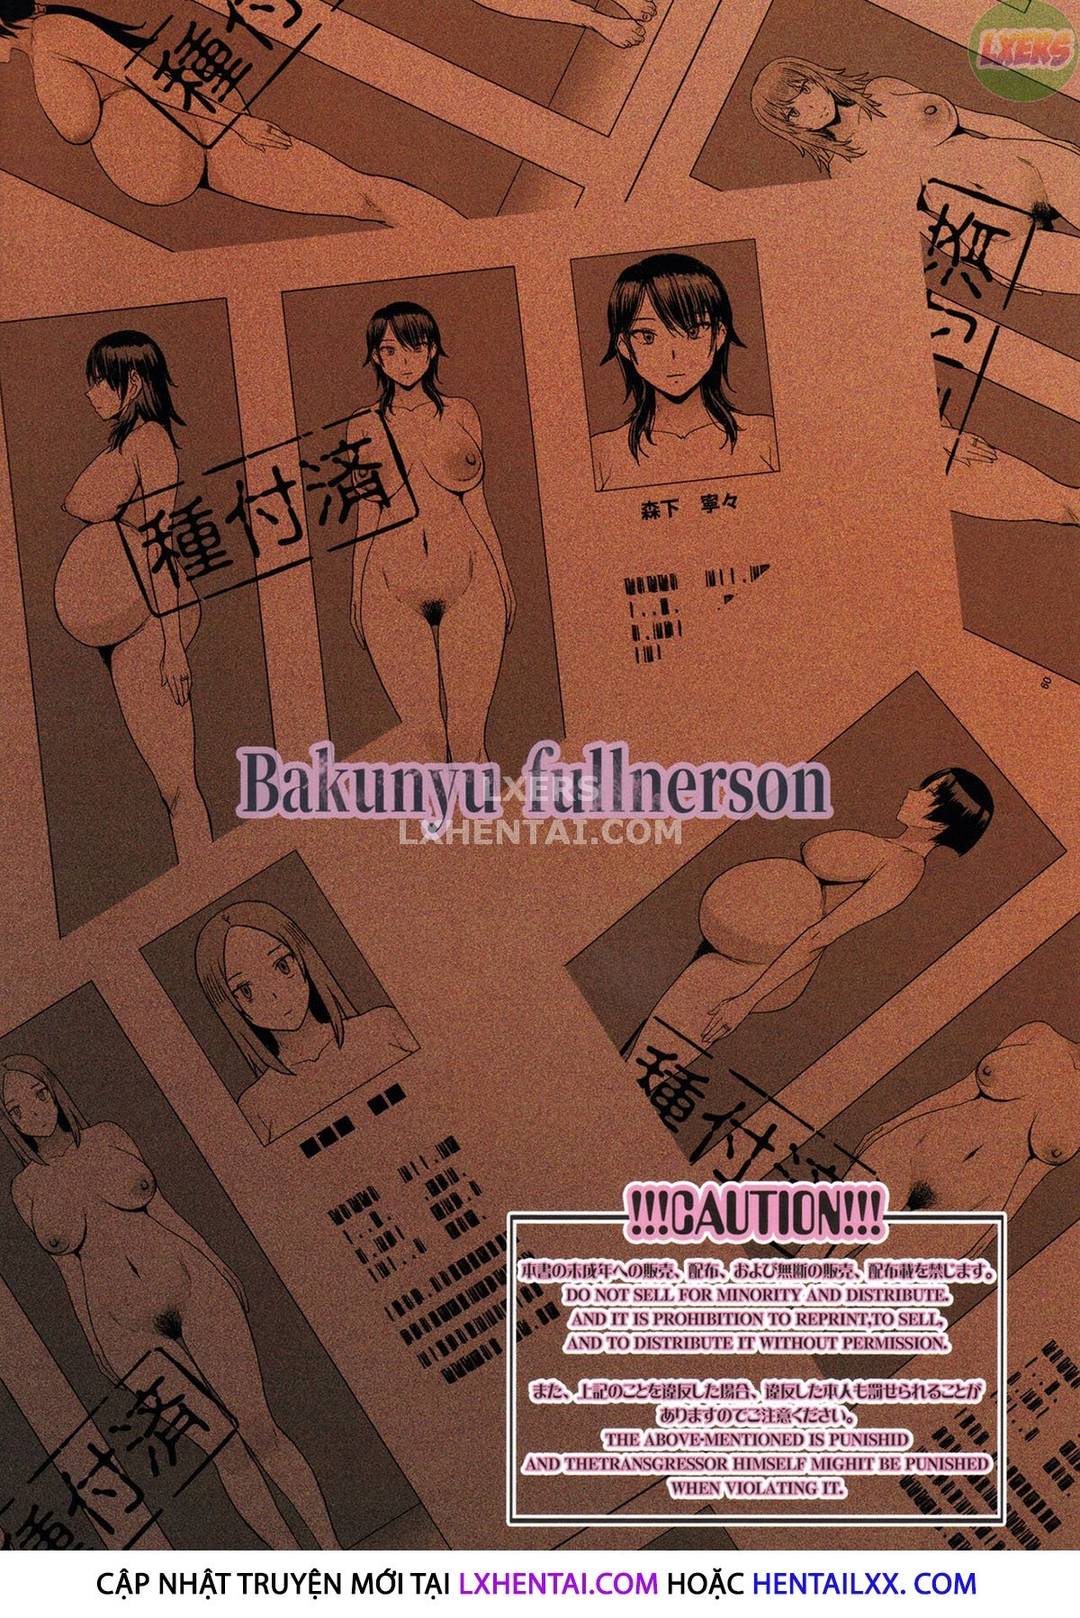 LXERS
種付
種付済
種付済
森下　寧々
60
Bakunyu fullnerson
LXERS
LXHENTAI.COM
種付済
種付済
!!!CAUTION!!!
本書の未成年への販売、配布、および無断の販売、配布載を禁じます。
DO NOT SELL FOR MINORITY AND DISTRIBUTE.
AND IT IS PROHIBITION TO REPRINT,TO SELL,
AND TO DISTRIBUTE IT WITHOUT PERMISSION.
また、上記のことを違反した場合、違反した本人も罰せられることが
ありますのでご注意ください。
THE ABOVE-MENTIONED IS PUNISHID
AND THETRANSGRESSOR HIMSELF MIGHIT BE PUNISHED
WHEN VIOLATING IT.
CẬP NHẬT TRUYỆN MỚI TẠI LXHENTAI.COM HOẶC HENTAILXX. COM